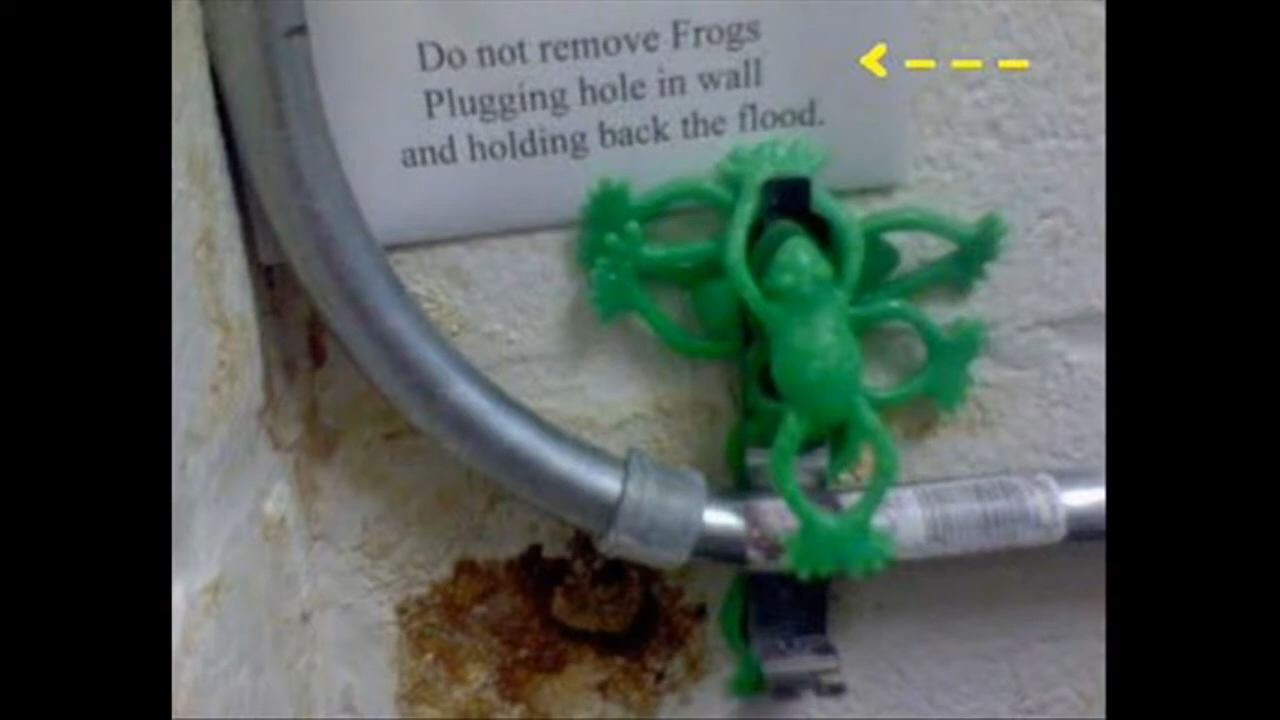 Do not remove Frogs
Plugging hole in wall
and holding back the flood.